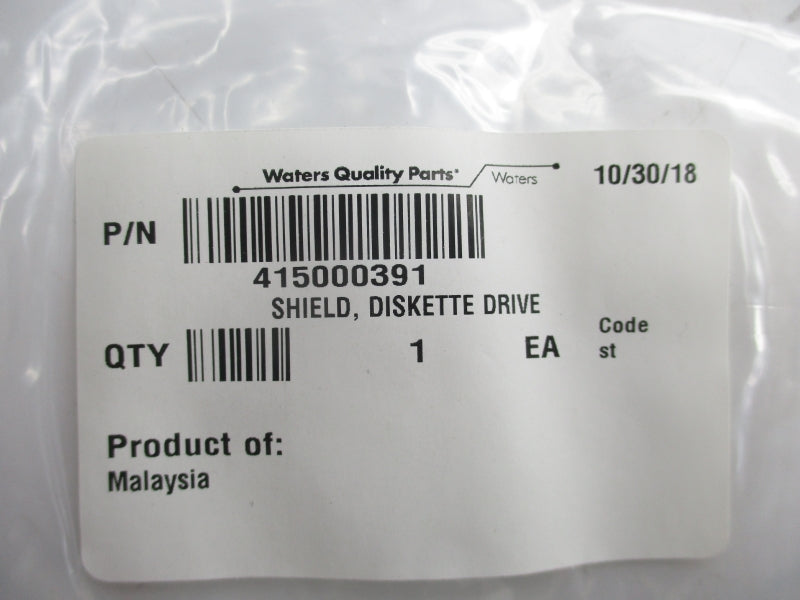 Waters Quality Parts® Waters 10/30/18
P/N
415000391
SHIELD, DISKETTE DRIVE
QTY 1 EA
Code
st
Product of:
Malaysia